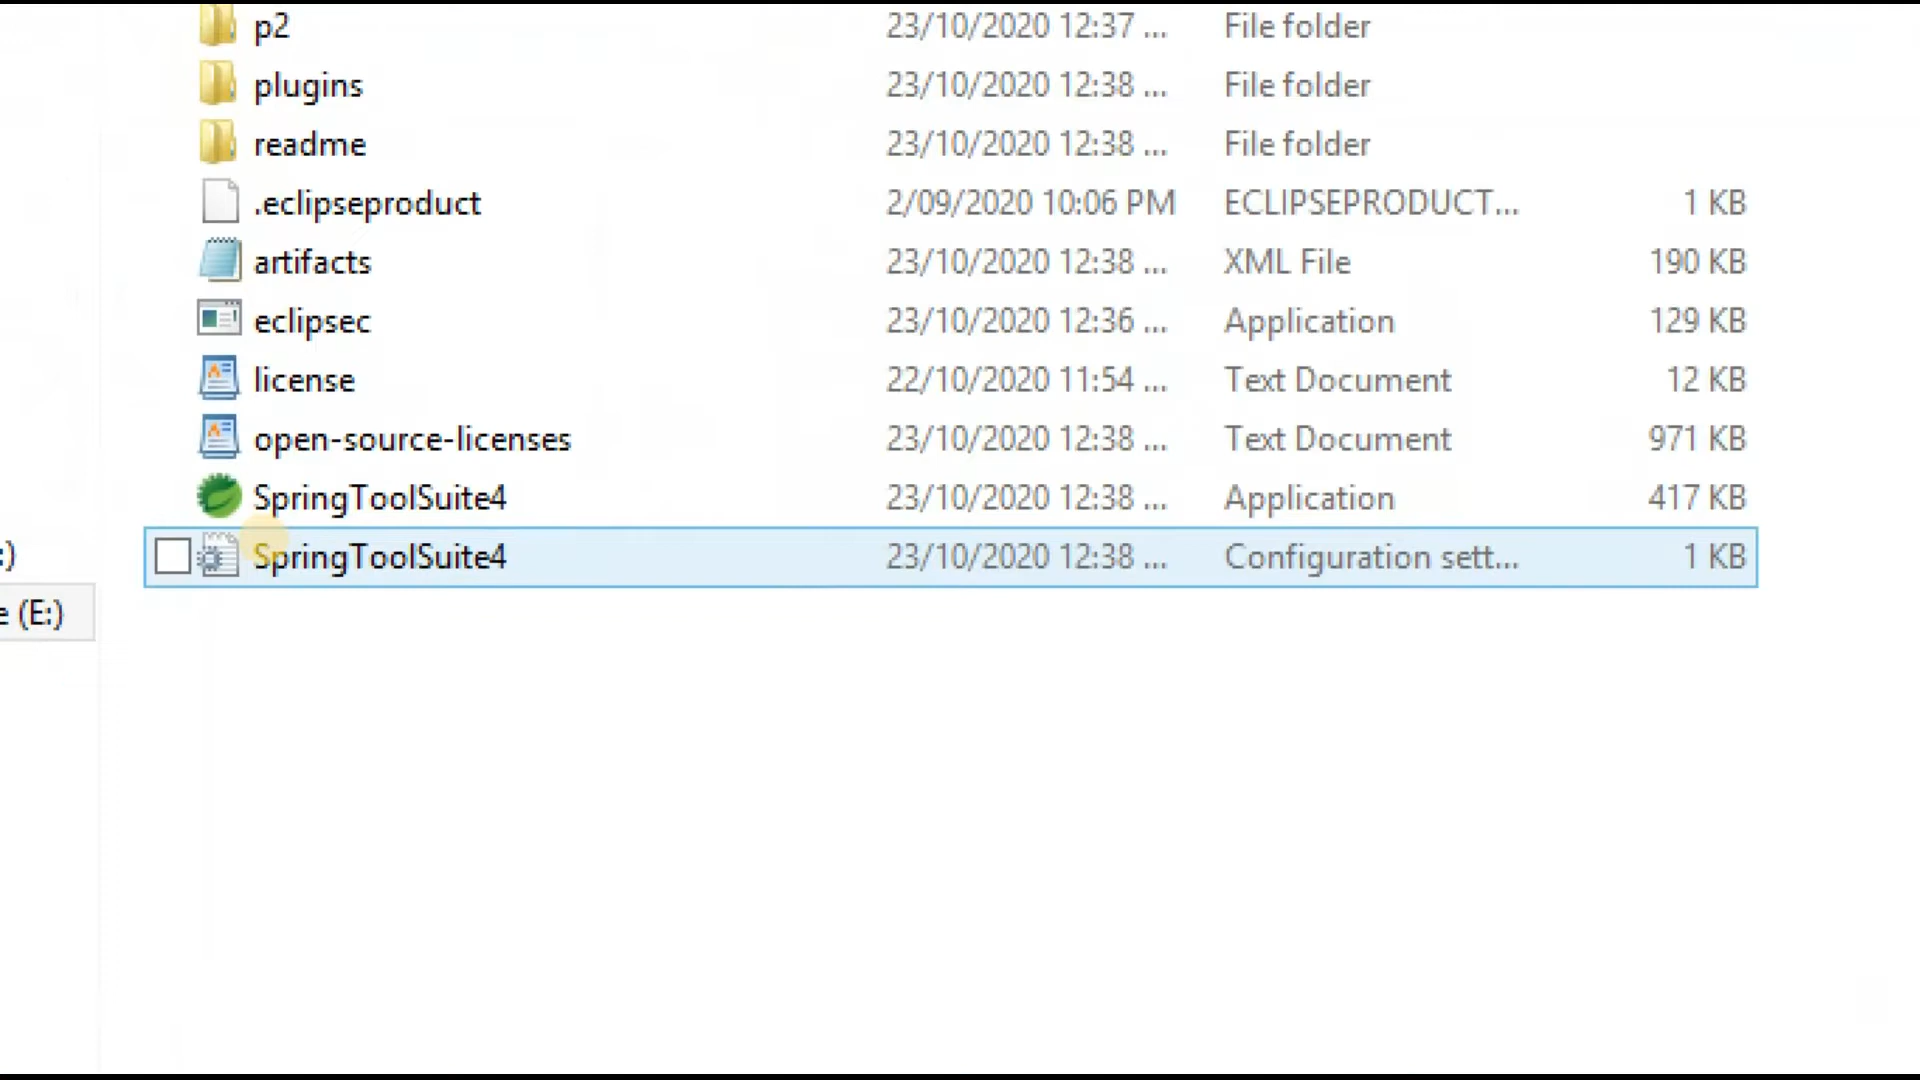 p2 23/10/2020 12:37 ... File folder
plugins 23/10/2020 12:38 ... File folder
readme 23/10/2020 12:38 ... File folder
.eclipseproduct 2/09/2020 10:06 PM ECLIPSEPRODUCT... 1 KB
artifacts 23/10/2020 12:38 ... XML File 190 KB
eclipsec 23/10/2020 12:36 ... Application 129 KB
license 22/10/2020 11:54 ... Text Document 12 KB
open-source-licenses 23/10/2020 12:38 ... Text Document 971 KB
SpringToolSuite4 23/10/2020 12:38 ... Application 417 KB
:) SpringToolSuite4 23/10/2020 12:38 ... Configuration sett... 1 KB
e (E:)